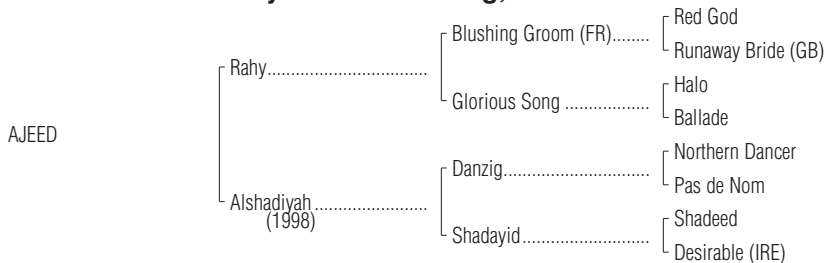 Red God
Blushing Groom (FR)........
Runaway Bride (GB)
Rahy..................................
Halo
Glorious Song ...................
Ballade
AJEED
Northern Dancer
Danzig................................
Pas de Nom
Alshadiyah.......................
(1998)
Shadeed
Shadayid............................
Desirable (IRE)